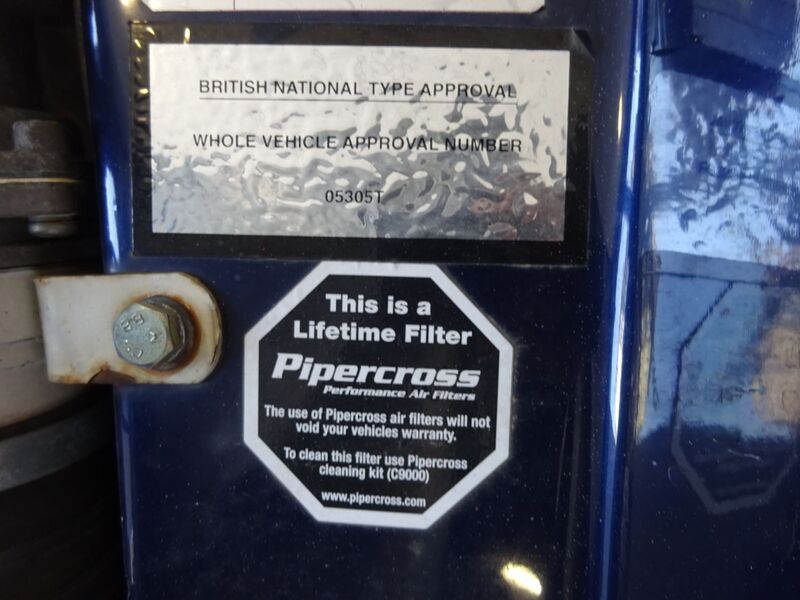 BRITISH NATIONAL TYPE APPROVAL
WHOLE VEHICLE APPROVAL NUMBER
05305T
This is a
Lifetime Filter
Pipercross
Performance Air Filters
The use of Pipercross air filters will not
void your vehicles warranty.
To clean this filter use Pipercross
cleaning kit (C9000)
www.pipercross.com